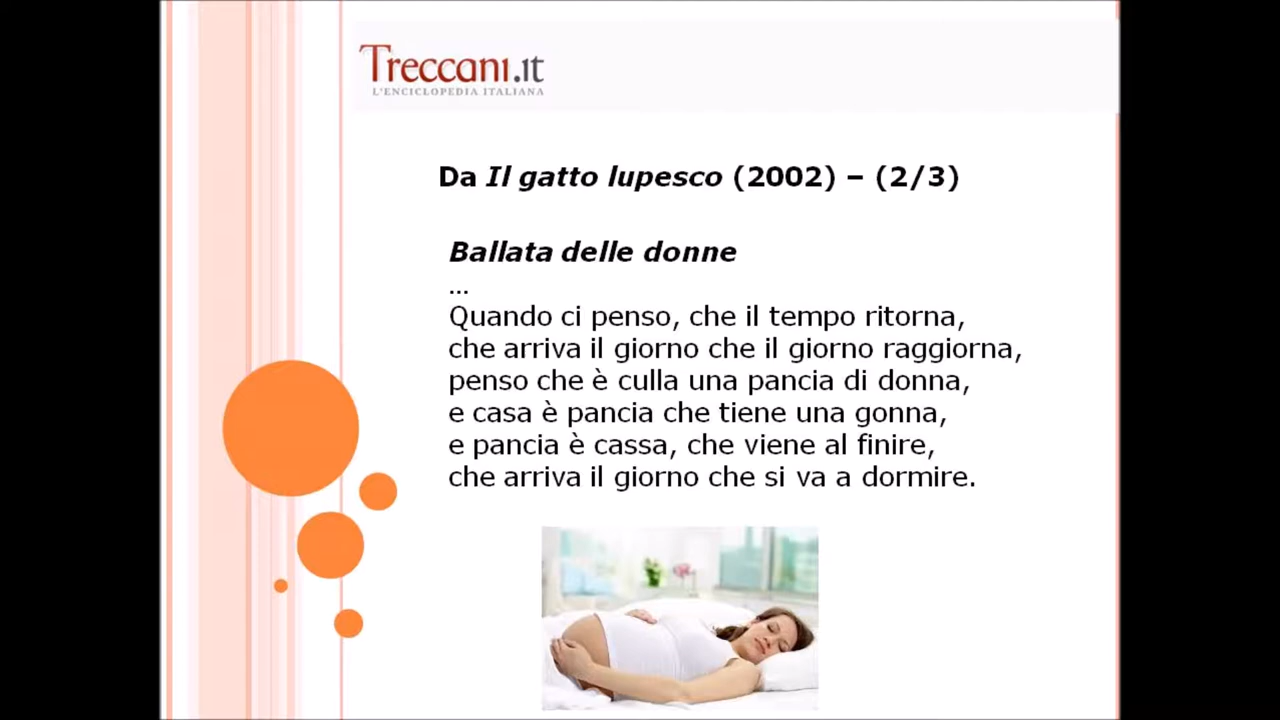 Treccani.it
L'ENCICLOPEDIA ITALIANA
Da Il gatto lupesco (2002) – (2/3)
Ballata delle donne
...
Quando ci penso, che il tempo ritorna,
che arriva il giorno che il giorno raggiorna,
penso che è culla una pancia di donna,
e casa è pancia che tiene una gonna,
e pancia è cassa, che viene al finire,
che arriva il giorno che si va a dormire.